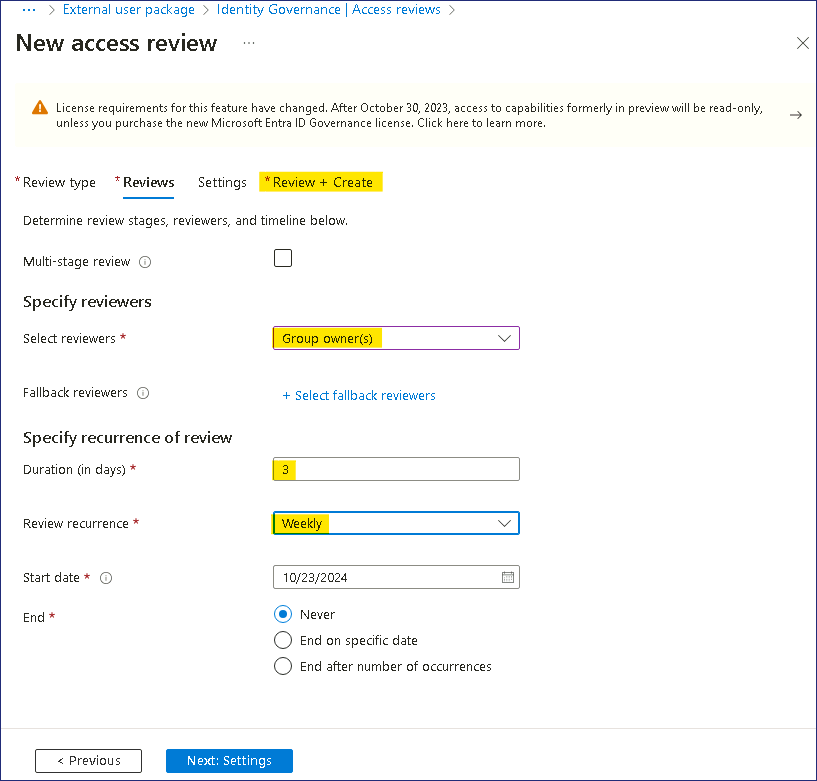 ... > External user package > Identity Governance | Access reviews >
New access review ...
License requirements for this feature have changed. After October 30, 2023, access to capabilities formerly in preview will be read-only,
unless you purchase the new Microsoft Entra ID Governance license. Click here to learn more.
* Review type * Reviews Settings * Review + Create
Determine review stages, reviewers, and timeline below.
Multi-stage review
Specify reviewers
Select reviewers * Group owner(s)
Fallback reviewers + Select fallback reviewers
Specify recurrence of review
Duration (in days) * 3
Review recurrence * Weekly
Start date * 10/23/2024
End * Never
End on specific date
End after number of occurrences
< Previous Next: Settings